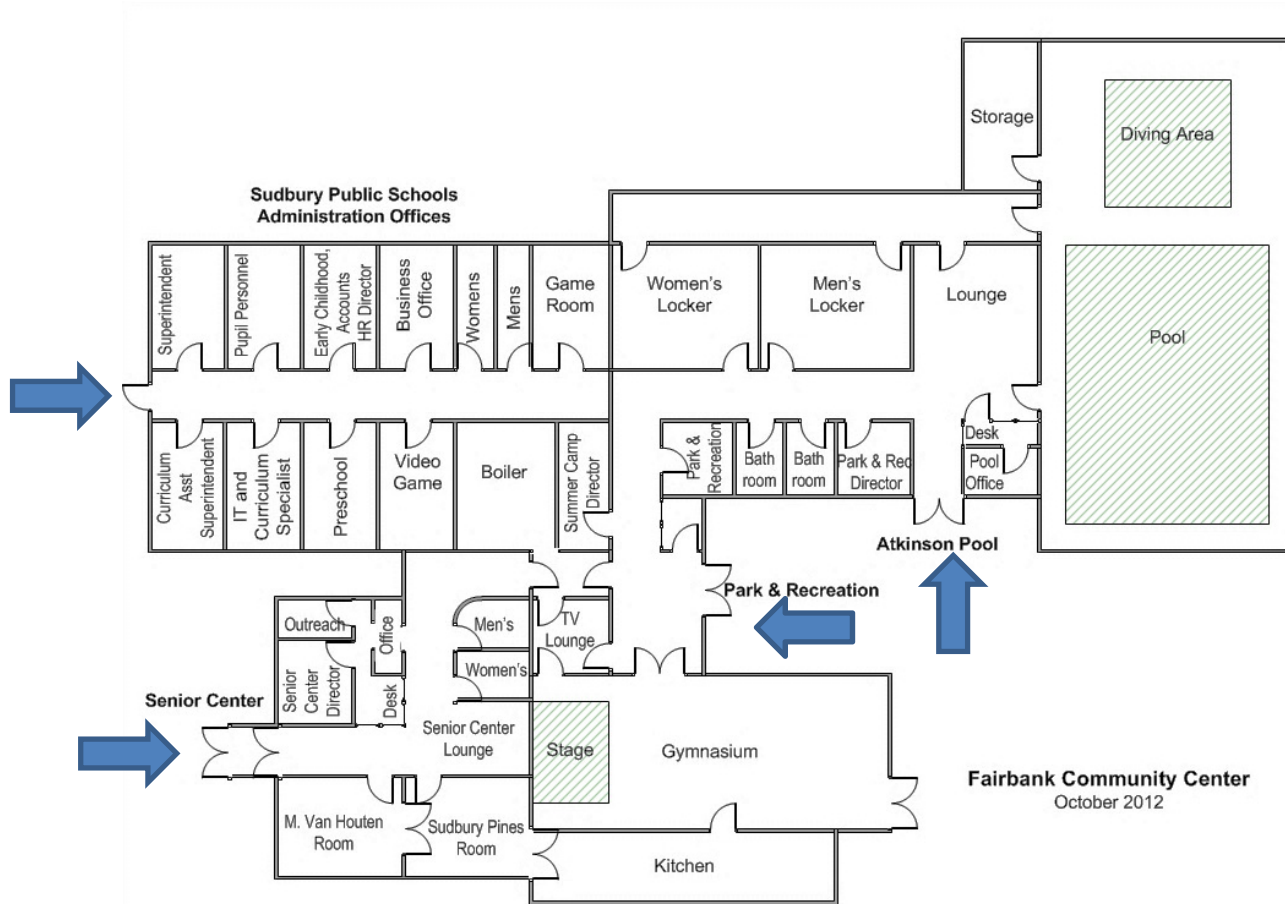 Storage
Diving Area
Sudbury Public Schools
Administration Offices
Superintendent
Pupil Personnel
Early Childhood,
Accounts
HR Director
Business
Office
Womens
Mens
Game
Room
Women's
Locker
Men's
Locker
Lounge
Pool
Curriculum
Asst
Superintendent
IT and
Curriculum
Specialist
Preschool
Video
Game
Boiler
Summer Camp
Director
Park &
Recreation
Bath
room
Bath
room
Park & Rec
Director
Desk
Pool
Office
Atkinson Pool
Park & Recreation
Outreach
Office
Men's
TV
Lounge
Women's
Senior
Center
Director
Desk
Senior Center
Senior Center
Lounge
Stage
Gymnasium
Fairbank Community Center
October 2012
M. Van Houten
Room
Sudbury Pines
Room
Kitchen